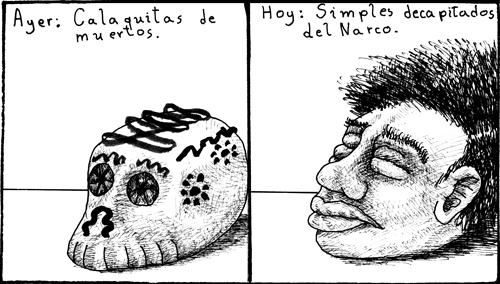 Ayer: Calaquitas de
muertos.
Hoy: Simples decapitados
del Narco.